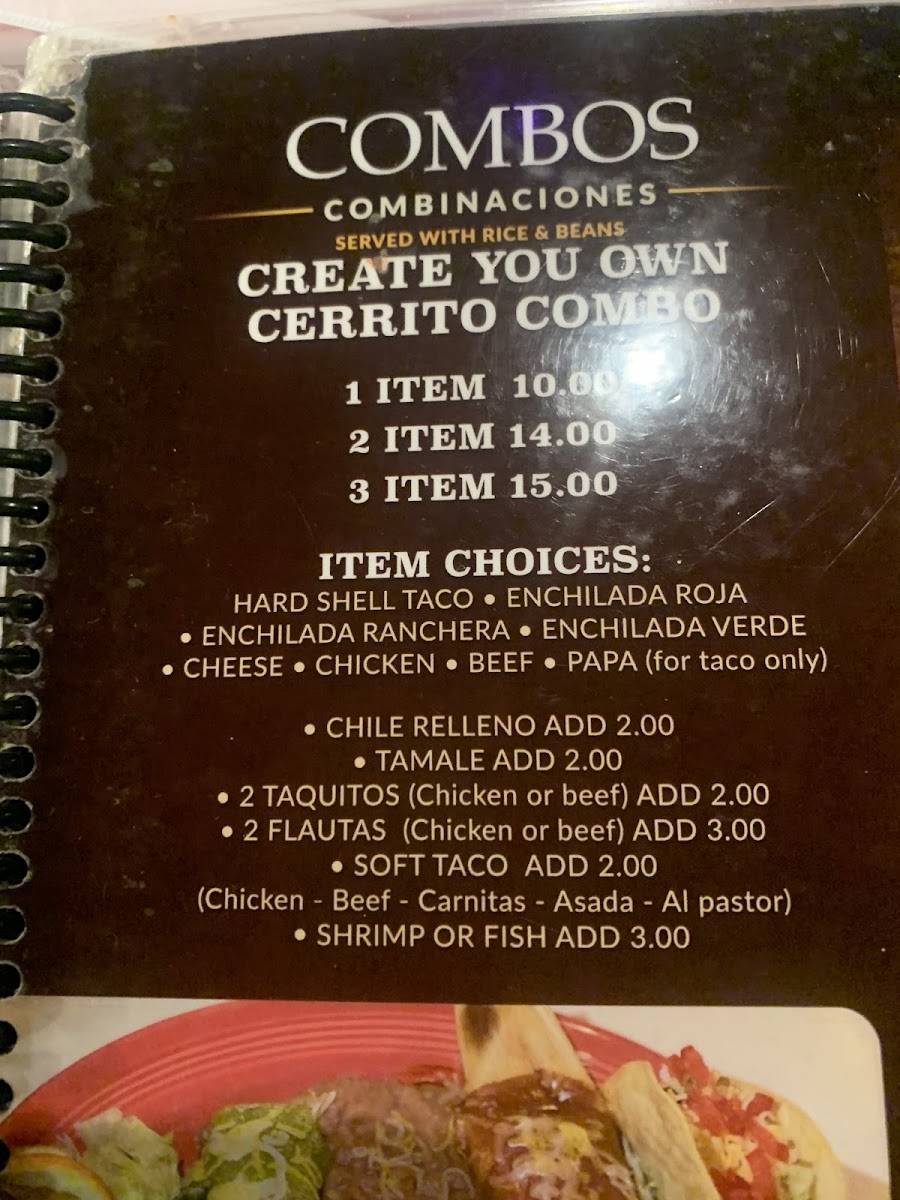 COMBOS
COMBINACIONES
SERVED WITH RICE & BEANS
CREATE YOU OWN
CERRITO COMBO
1 ITEM 10.00
2 ITEM 14.00
3 ITEM 15.00
ITEM CHOICES:
HARD SHELL TACO • ENCHILADA ROJA
• ENCHILADA RANCHERA • ENCHILADA VERDE
• CHEESE • CHICKEN • BEEF • PAPA (for taco only)
• CHILE RELLENO ADD 2.00
• TAMALE ADD 2.00
• 2 TAQUITOS (Chicken or beef) ADD 2.00
• 2 FLAUTAS (Chicken or beef) ADD 3.00
• SOFT TACO ADD 2.00
(Chicken - Beef - Carnitas - Asada - Al pastor)
• SHRIMP OR FISH ADD 3.00